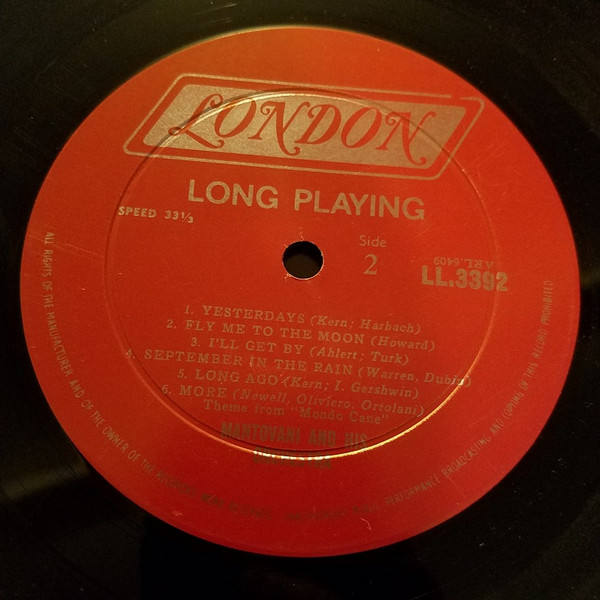 LONDON
LONG PLAYING
SPEED 33⅓
Side
2
ARL.6409
LL.3392
1. YESTERDAYS (Kern; Harbach)
2. FLY ME TO THE MOON (Howard)
3. I'LL GET BY (Ahlert; Turk)
4. SEPTEMBER IN THE RAIN (Warren, Dubin)
5. LONG AGO (Kern; I. Gershwin)
6. MORE (Newell, Oliviero, Ortolani)
Theme from "Mondo Cane"
MANTOVANI AND HIS
ORCHESTRA
ALL RIGHTS OF THE MANUFACTURER AND OF THE OWNER OF THE RECORDED WORK RESERVED PERFORMANCE BROADCASTING AND COPYING OF THIS RECORD PROHIBITED